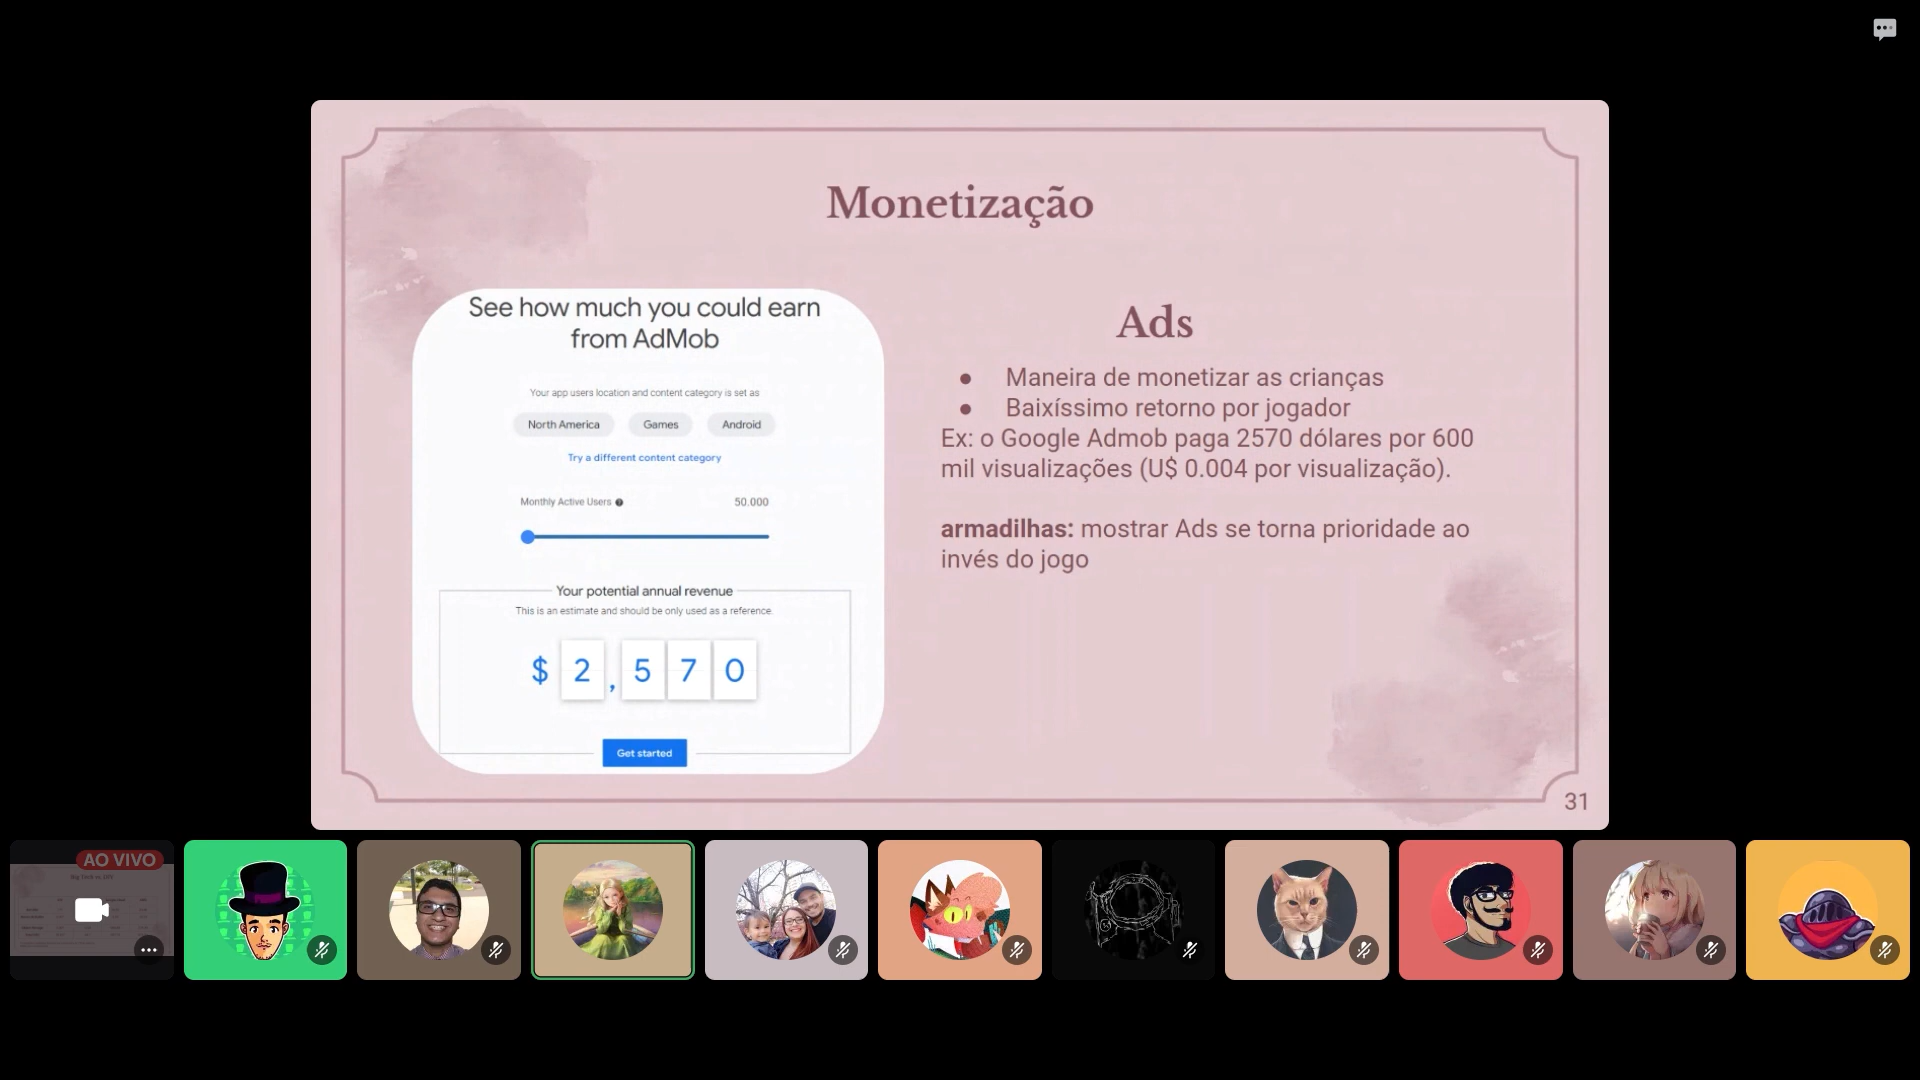 Monetização
See how much you could earn
from AdMob
Your app users location and content category is set as
North America Games Android
Try a different content category
Monthly Active Users 50.000
Your potential annual revenue
This is an estimate and should be only used as a reference.
$ 2,570
Get started
Ads
● Maneira de monetizar as crianças
● Baixíssimo retorno por jogador
Ex: o Google Admob paga 2570 dólares por 600
mil visualizações (U$ 0.004 por visualização).
armadilhas: mostrar Ads se torna prioridade ao
invés do jogo
31
AO VIVO